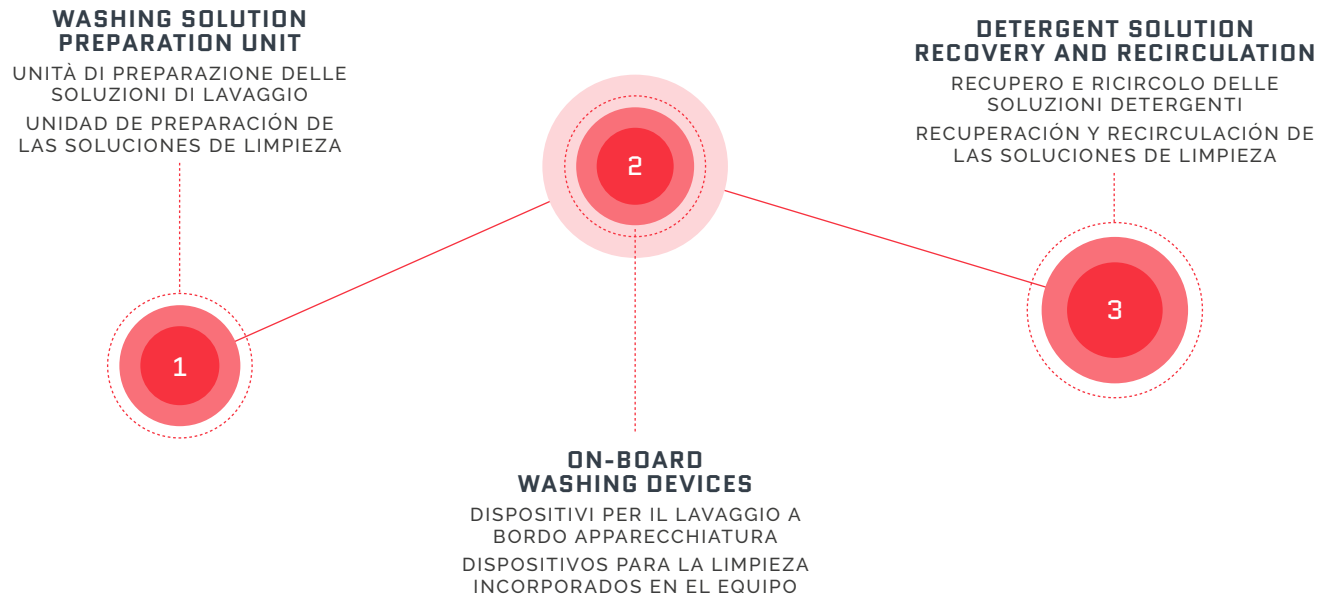 WASHING SOLUTION
PREPARATION UNIT
UNITÀ DI PREPARAZIONE DELLE
SOLUZIONI DI LAVAGGIO
UNIDAD DE PREPARACIÓN DE
LAS SOLUCIONES DE LIMPIEZA
1
2
ON-BOARD
WASHING DEVICES
DISPOSITIVI PER IL LAVAGGIO A
BORDO APPARECCHIATURA
DISPOSITIVOS PARA LA LIMPIEZA
INCORPORADOS EN EL EQUIPO
DETERGENT SOLUTION
RECOVERY AND RECIRCULATION
RECUPERO E RICIRCOLO DELLE
SOLUZIONI DETERGENTI
RECUPERACIÓN Y RECIRCULACIÓN DE
LAS SOLUCIONES DE LIMPIEZA
3